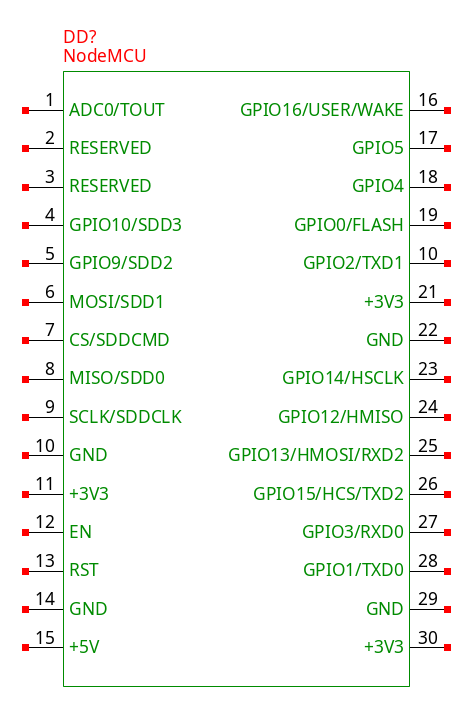 DD?
NodeMCU
1 ADC0/TOUT GPIO16/USER/WAKE 16
2 RESERVED GPIO5 17
3 RESERVED GPIO4 18
4 GPIO10/SDD3 GPIO0/FLASH 19
5 GPIO9/SDD2 GPIO2/TXD1 10
6 MOSI/SDD1 +3V3 21
7 CS/SDDCMD GND 22
8 MISO/SDD0 GPIO14/HSCLK 23
9 SCLK/SDDCLK GPIO12/HMISO 24
10 GND GPIO13/HMOSI/RXD2 25
11 +3V3 GPIO15/HCS/TXD2 26
12 EN GPIO3/RXD0 27
13 RST GPIO1/TXD0 28
14 GND GND 29
15 +5V +3V3 30